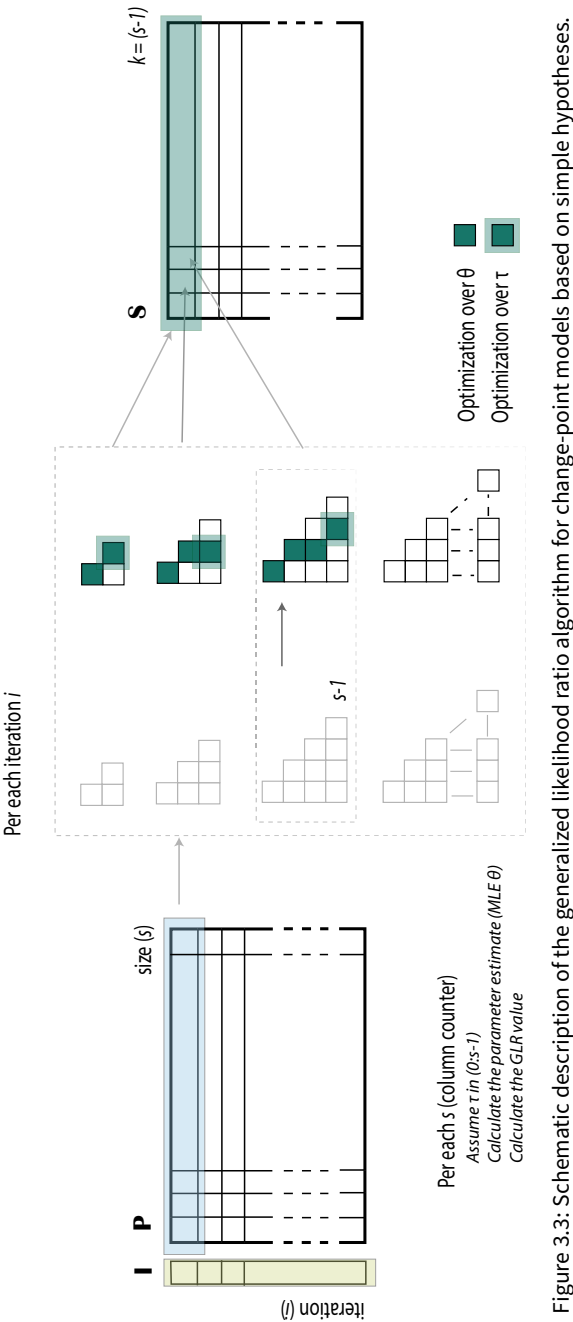 Per each iteration i
I
P
size (s)
iteration (i)
Per each s (column counter)
Assume τ in (0:s-1)
Calculate the parameter estimate (MLE θ)
Calculate the GLR value
s-1
S
k = (s-1)
Optimization over θ
Optimization over τ
Figure 3.3: Schematic description of the generalized likelihood ratio algorithm for change-point models based on simple hypotheses.